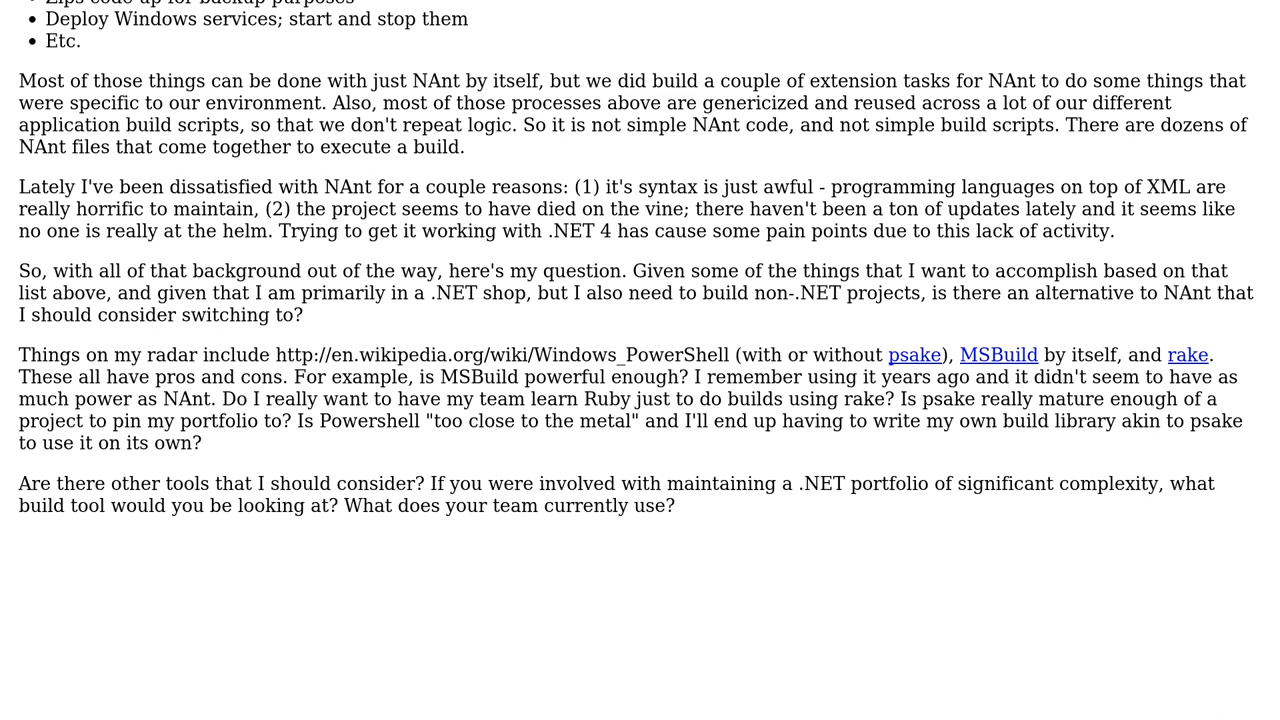 Zips code up for backup purposes
Deploy Windows services; start and stop them
Etc.
Most of those things can be done with just NAnt by itself, but we did build a couple of extension tasks for NAnt to do some things that
were specific to our environment. Also, most of those processes above are genericized and reused across a lot of our different
application build scripts, so that we don't repeat logic. So it is not simple NAnt code, and not simple build scripts. There are dozens of
NAnt files that come together to execute a build.
Lately I've been dissatisfied with NAnt for a couple reasons: (1) it's syntax is just awful - programming languages on top of XML are
really horrific to maintain, (2) the project seems to have died on the vine; there haven't been a ton of updates lately and it seems like
no one is really at the helm. Trying to get it working with .NET 4 has cause some pain points due to this lack of activity.
So, with all of that background out of the way, here's my question. Given some of the things that I want to accomplish based on that
list above, and given that I am primarily in a .NET shop, but I also need to build non-.NET projects, is there an alternative to NAnt that
I should consider switching to?
Things on my radar include http://en.wikipedia.org/wiki/Windows_PowerShell (with or without psake), MSBuild by itself, and rake.
These all have pros and cons. For example, is MSBuild powerful enough? I remember using it years ago and it didn't seem to have as
much power as NAnt. Do I really want to have my team learn Ruby just to do builds using rake? Is psake really mature enough of a
project to pin my portfolio to? Is Powershell "too close to the metal" and I'll end up having to write my own build library akin to psake
to use it on its own?
Are there other tools that I should consider? If you were involved with maintaining a .NET portfolio of significant complexity, what
build tool would you be looking at? What does your team currently use?